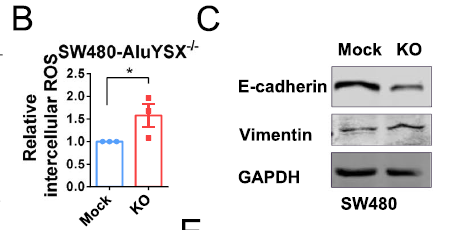 B
SW480-AluYSX-/-
Relative
intercellular ROS
2.5
2.0
1.5
1.0
0.5
0.0
*
Mock
KO
C
Mock KO
E-cadherin
Vimentin
GAPDH
SW480